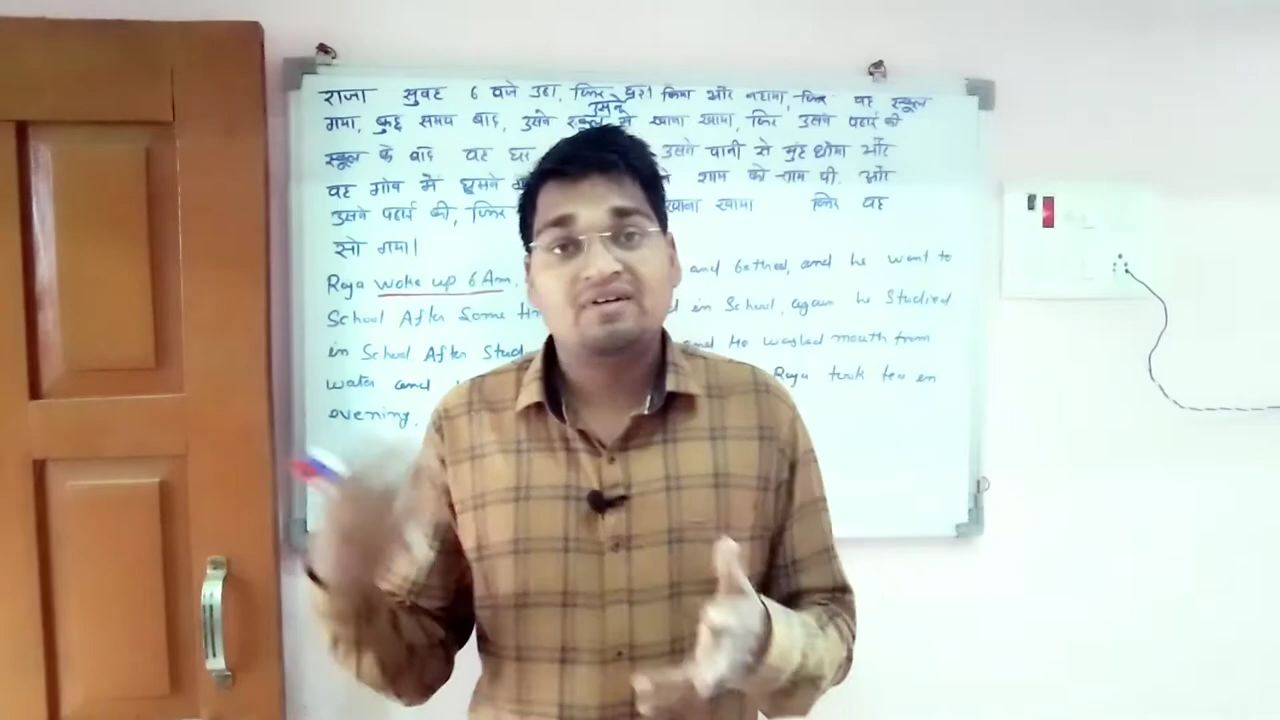 राजा सुबह 6 बजे उठा, फिर ब्रश किया और नहाया, फिर वह स्कूल
उसने
गया, कुछ समय बाद, उसने स्कूल में खाना खाया, फिर उसने पढाई की
स्कूल के बाद वह घर उसने पानी से मुंह धोया और
वह गाँव में घुमने शाम को चाय पी. और
उसने पढाई की, फिर खाना खाया फिर वह
सो गया।
Raja woke up 6 Am, and bathed, and he went to
School After Some in School, again he Studied
in School After and He washed mouth from
water and Raja took tea in
evening,